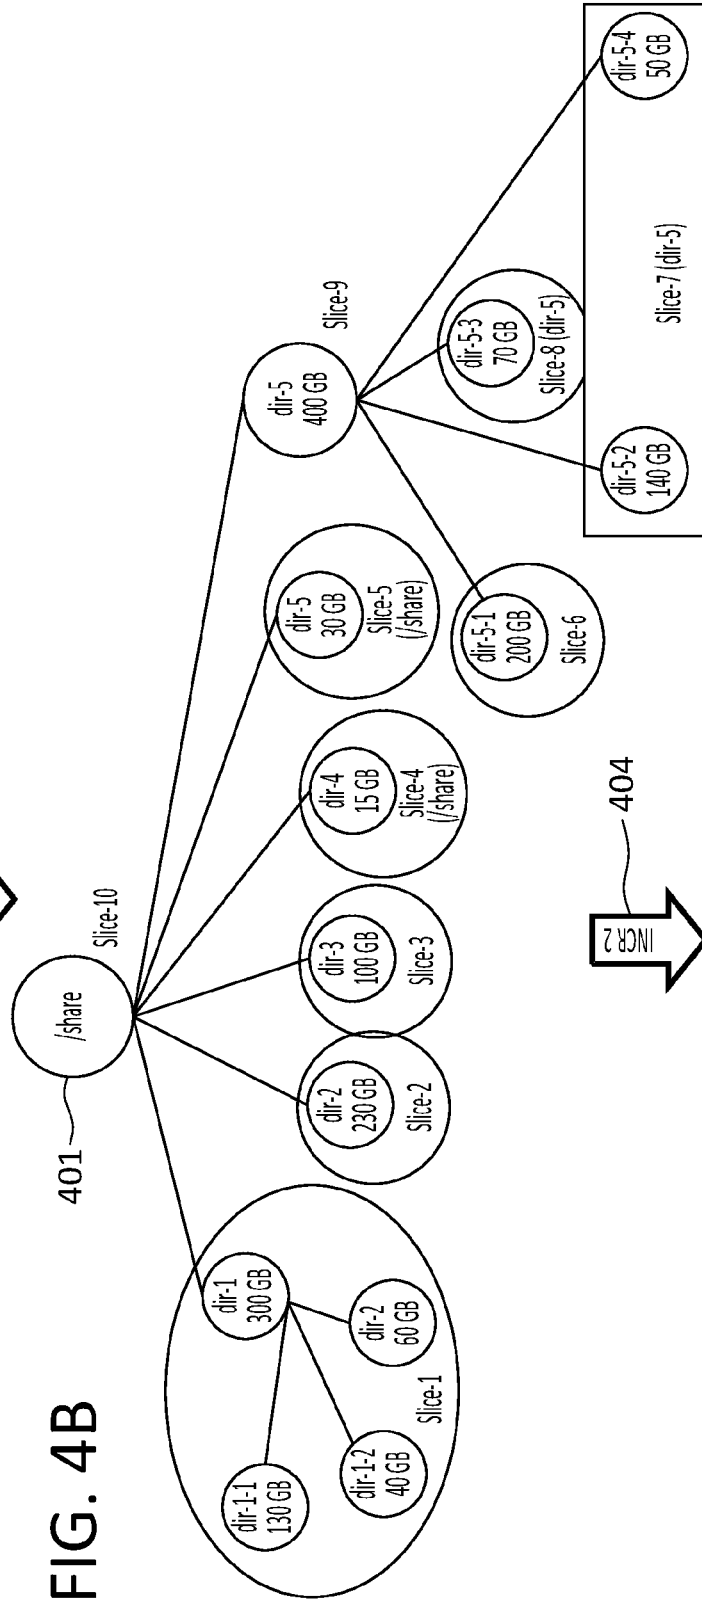 FIG. 4B
401
/share
Slice-10
dir-1
300 GB
dir-1-1
130 GB
dir-1-2
40 GB
dir-2
60 GB
Slice-1
dir-2
230 GB
Slice-2
dir-3
100 GB
Slice-3
dir-4
15 GB
Slice-4
(/share)
dir-5
30 GB
Slice-5
(/share)
dir-5
400 GB
Slice-9
dir-5-1
200 GB
Slice-6
dir-5-2
140 GB
dir-5-3
70 GB
Slice-8 (dir-5)
dir-5-4
50 GB
Slice-7 (dir-5)
INCR 2
404